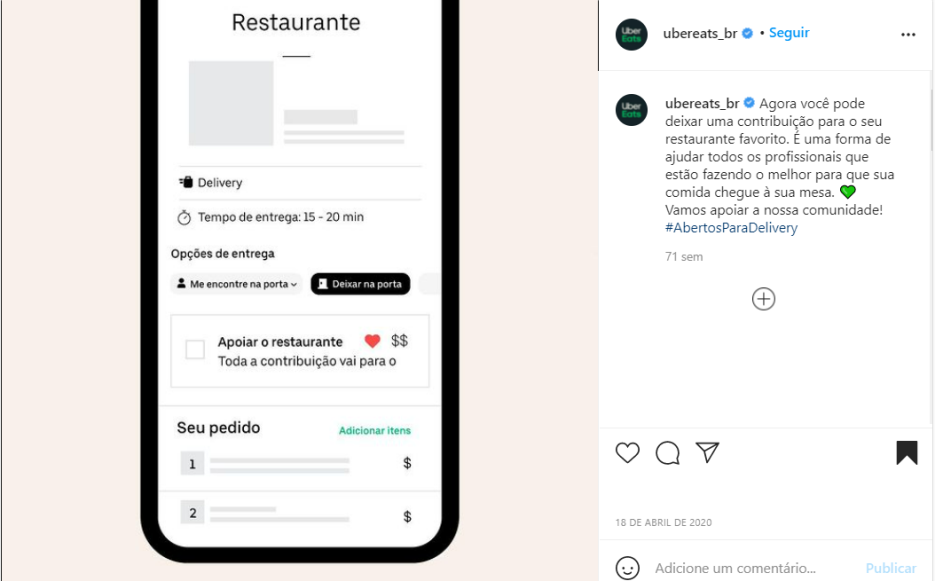 Restaurante
Delivery
Tempo de entrega: 15 - 20 min
Opções de entrega
Me encontre na porta
Deixar na porta
Apoiar o restaurante $$
Toda a contribuição vai para o
Seu pedido
Adicionar itens
1 $
2 $
Uber
Eats
ubereats_br • Seguir
Uber
Eats
ubereats_br Agora você pode
deixar uma contribuição para o seu
restaurante favorito. É uma forma de
ajudar todos os profissionais que
estão fazendo o melhor para que sua
comida chegue à sua mesa. 💚
Vamos apoiar a nossa comunidade!
#AbertosParaDelivery
71 sem
18 DE ABRIL DE 2020
Adicione um comentário...
Publicar